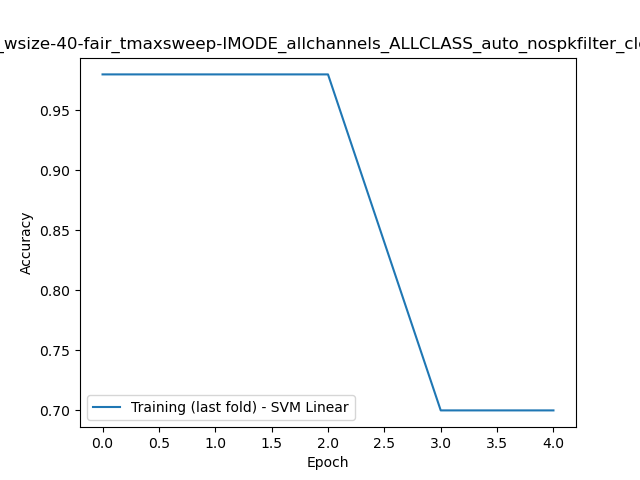 _wsize-40-fair_tmaxsweep-IMODE_allchannels_ALLCLASS_auto_nospkfilter_cl
0.95
0.90
0.85
0.80
0.75
0.70
Accuracy
Training (last fold) - SVM Linear
0.0 0.5 1.0 1.5 2.0 2.5 3.0 3.5 4.0
Epoch